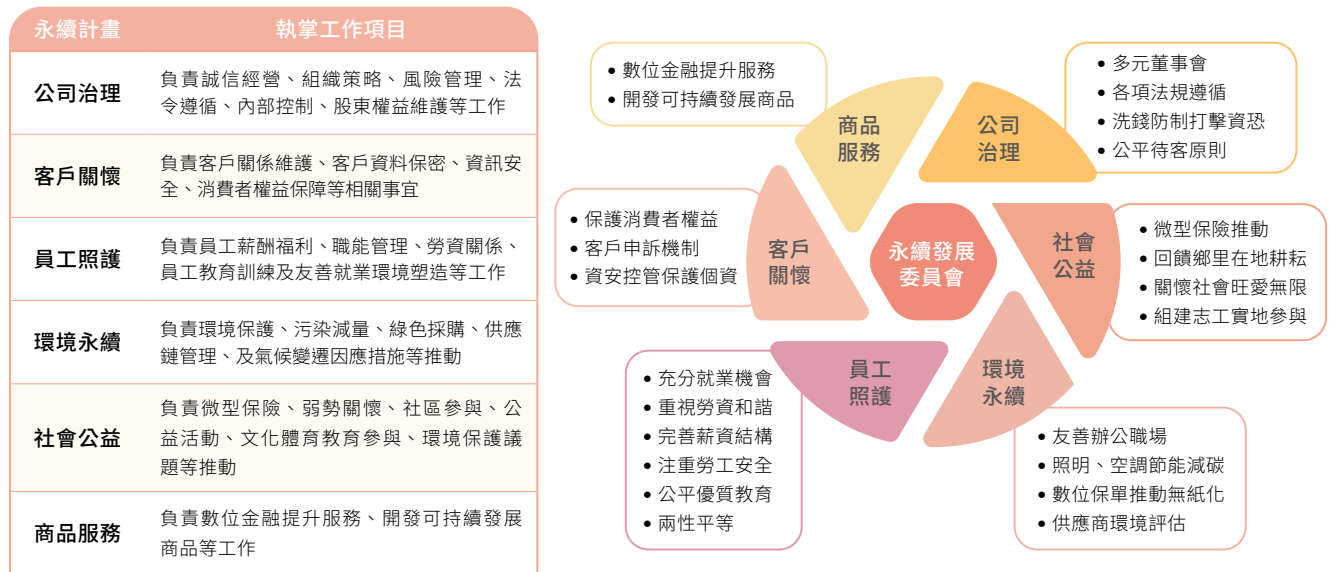 永續計畫 執掌工作項目
公司治理
負責誠信經營、組織策略、風險管理、法
令遵循、內部控制、股東權益維護等工作
客戶關懷
負責客戶關係維護、客戶資料保密、資訊安
全、消費者權益保障等相關事宜
員工照護
負責員工薪酬福利、職能管理、勞資關係、
員工教育訓練及友善就業環境塑造等工作
環境永續
負責環境保護、污染減量、綠色採購、供應
鏈管理、及氣候變遷因應措施等推動
社會公益
負責微型保險、弱勢關懷、社區參與、公
益活動、文化體育教育參與、環境保護議
題等推動
商品服務
負責數位金融提升服務、開發可持續發展
商品等工作
• 數位金融提升服務
• 開發可持續發展商品
商品
服務
公司
治理
• 多元董事會
• 各項法規遵循
• 洗錢防制打擊資恐
• 公平待客原則
• 保護消費者權益
• 客戶申訴機制
• 資安控管保護個資
客戶
關懷
永續發展
委員會
社會
公益
• 微型保險推動
• 回饋鄉里在地耕耘
• 關懷社會旺愛無限
• 組建志工實地參與
• 充分就業機會
• 重視勞資和諧
• 完善薪資結構
• 注重勞工安全
• 公平優質教育
• 兩性平等
員工
照護
環境
永續
• 友善辦公職場
• 照明、空調節能減碳
• 數位保單推動無紙化
• 供應商環境評估